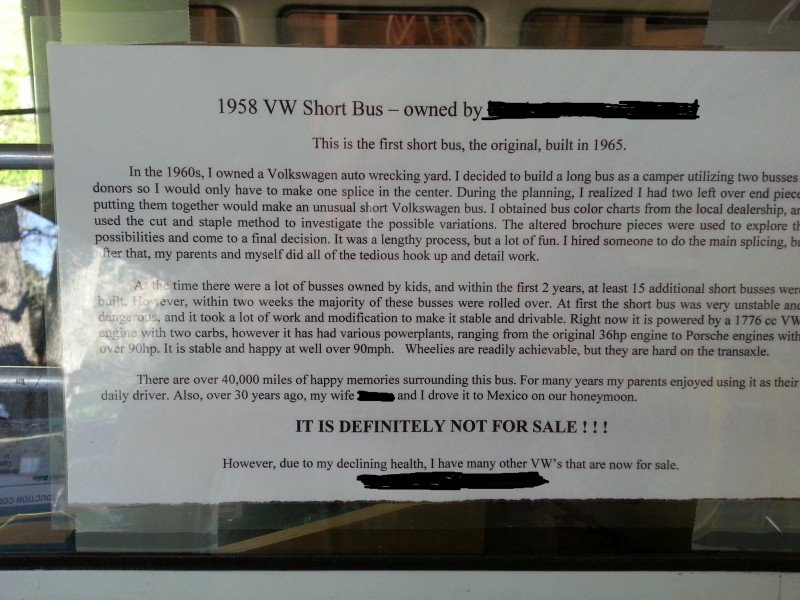 1958 VW Short Bus – owned by
This is the first short bus, the original, built in 1965.
In the 1960s, I owned a Volkswagen auto wrecking yard. I decided to build a long bus as a camper utilizing two busses
donors so I would only have to make one splice in the center. During the planning, I realized I had two left over end piece
putting them together would make an unusual short Volkswagen bus. I obtained bus color charts from the local dealership, an
used the cut and staple method to investigate the possible variations. The altered brochure pieces were used to explore th
possibilities and come to a final decision. It was a lengthy process, but a lot of fun. I hired someone to do the main splicing, bu
after that, my parents and myself did all of the tedious hook up and detail work.
At the time there were a lot of busses owned by kids, and within the first 2 years, at least 15 additional short busses were
built. However, within two weeks the majority of these busses were rolled over. At first the short bus was very unstable and
dangerous, and it took a lot of work and modification to make it stable and drivable. Right now it is powered by a 1776 cc VW
engine with two carbs, however it has had various powerplants, ranging from the original 36hp engine to Porsche engines with
over 90hp. It is stable and happy at well over 90mph. Wheelies are readily achievable, but they are hard on the transaxle.
There are over 40,000 miles of happy memories surrounding this bus. For many years my parents enjoyed using it as their
daily driver. Also, over 30 years ago, my wife and I drove it to Mexico on our honeymoon.
IT IS DEFINITELY NOT FOR SALE ! ! !
However, due to my declining health, I have many other VW's that are now for sale.